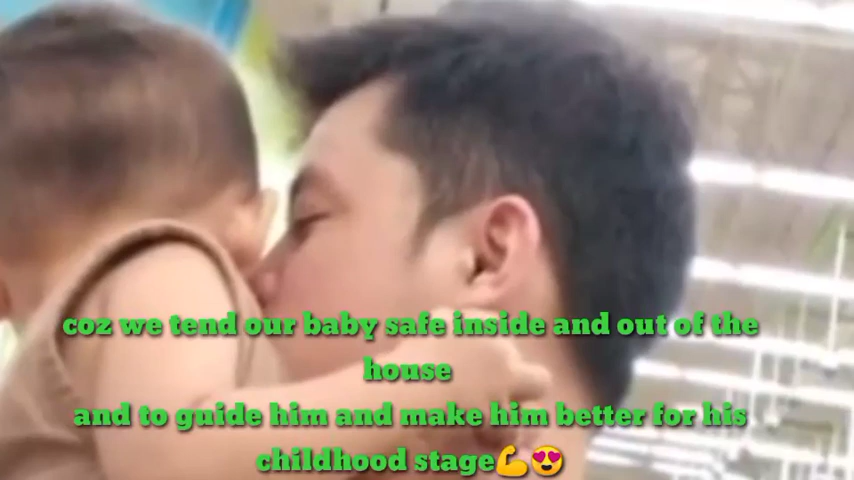 coz we tend our baby safe inside and out of the
house
and to guide him and make him better for his
childhood stage💪😍